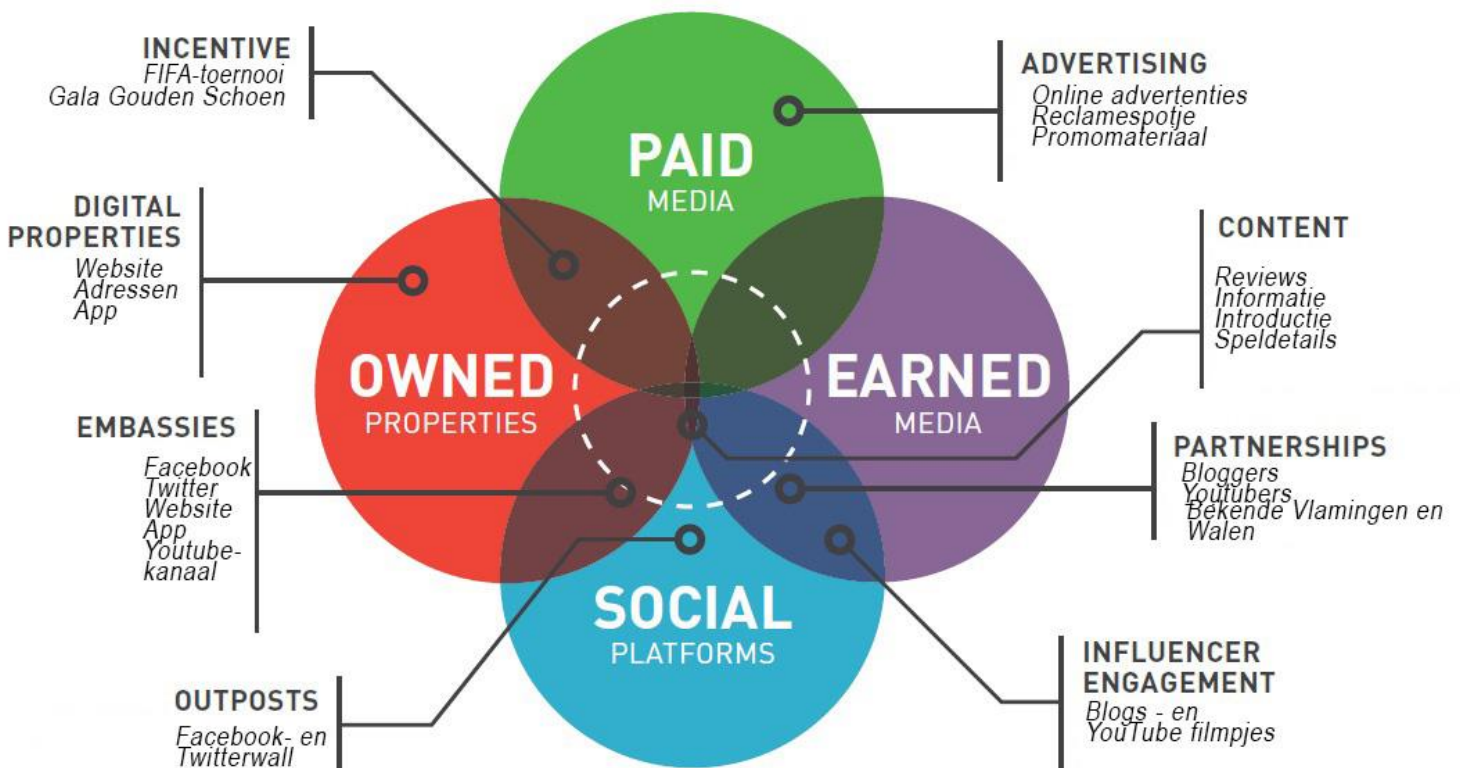 INCENTIVE
FIFA-toernooi
Gala Gouden Schoen
DIGITAL
PROPERTIES
Website
Adressen
App
EMBASSIES
Facebook
Twitter
Website
App
Youtube-
kanaal
OUTPOSTS
Facebook- en
Twitterwall
PAID
MEDIA
OWNED
PROPERTIES
EARNED
MEDIA
SOCIAL
PLATFORMS
ADVERTISING
Online advertenties
Reclamespotje
Promomateriaal
CONTENT
Reviews
Informatie
Introductie
Speldetails
PARTNERSHIPS
Bloggers
Youtubers
Bekende Vlamingen en
Walen
INFLUENCER
ENGAGEMENT
Blogs - en
YouTube filmpjes